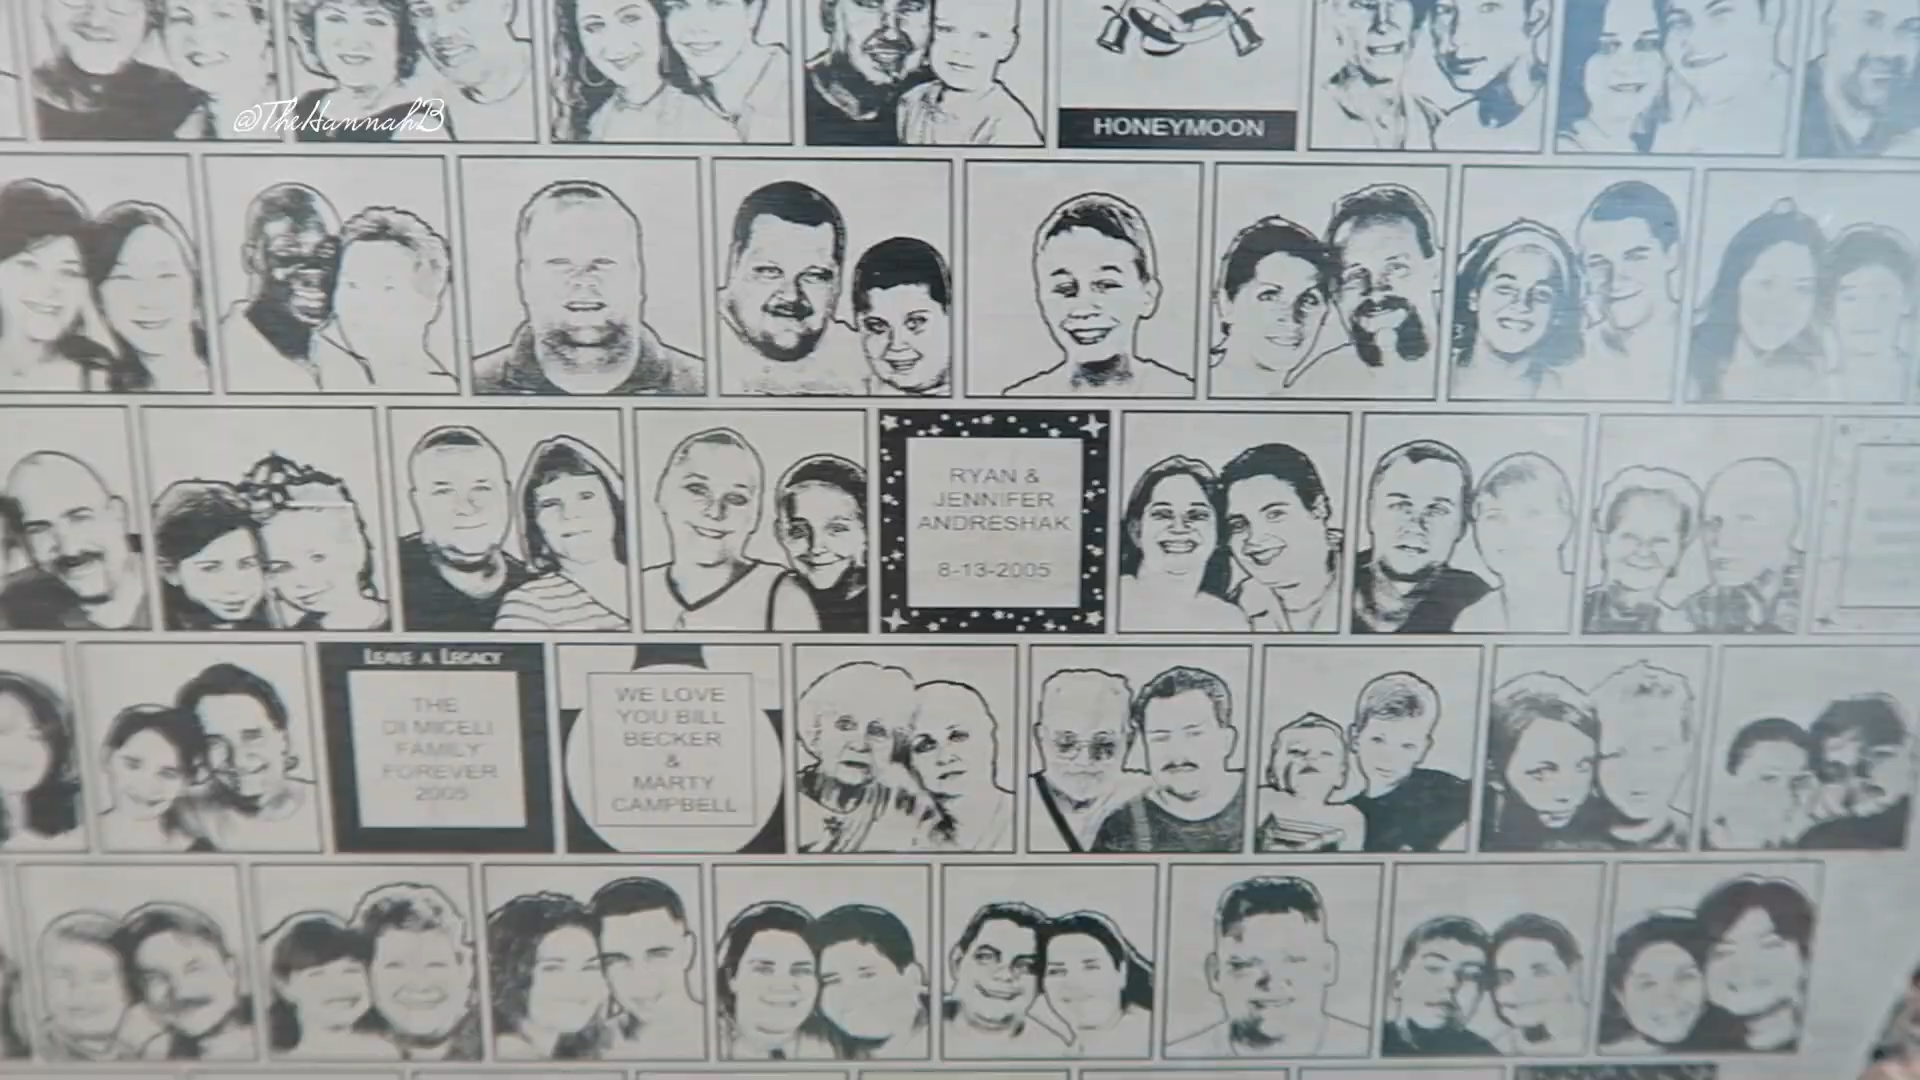 @TheHannahB
HONEYMOON
RYAN &
JENNIFER
ANDRESHAK
8-13-2005
LEAVE A LEGACY
THE
DI MICELI
FAMILY
FOREVER
2005
WE LOVE
YOU BILL
BECKER
&
MARTY
CAMPBELL